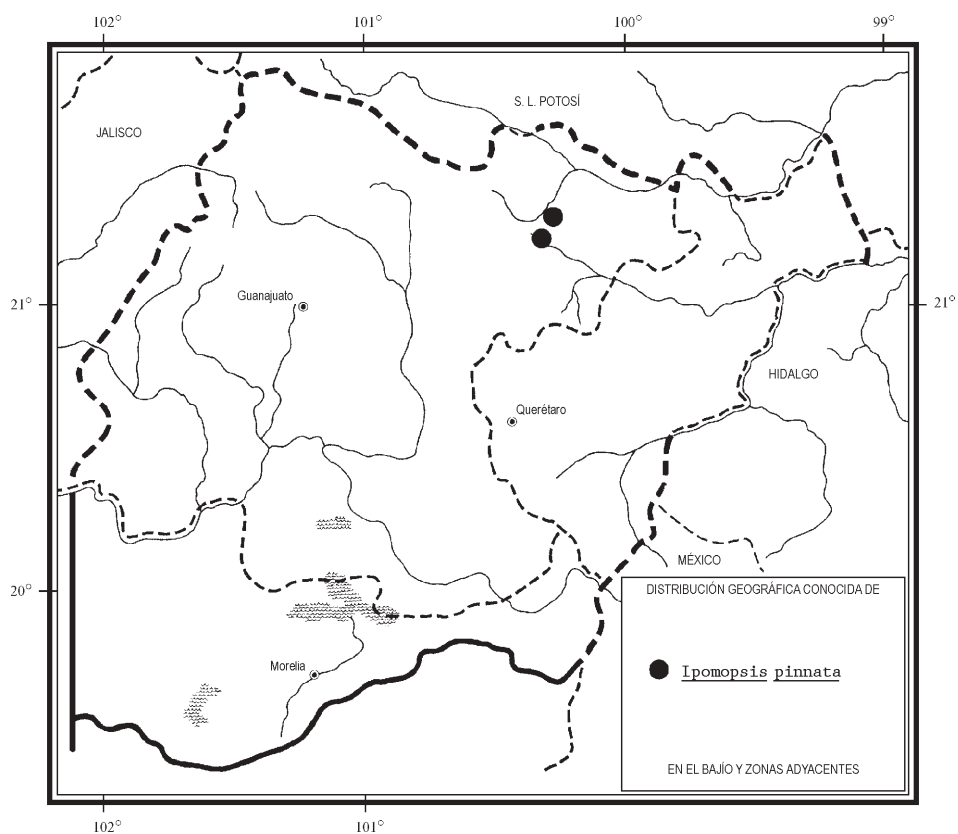 102° 101° 100° 99°
S. L. POTOSÍ
JALISCO
Guanajuato
21° 21°
HIDALGO
Querétaro
MÉXICO
20°
DISTRIBUCIÓN GEOGRÁFICA CONOCIDA DE
Morelia
Ipomopsis pinnata
EN EL BAJÍO Y ZONAS ADYACENTES
102° 101°